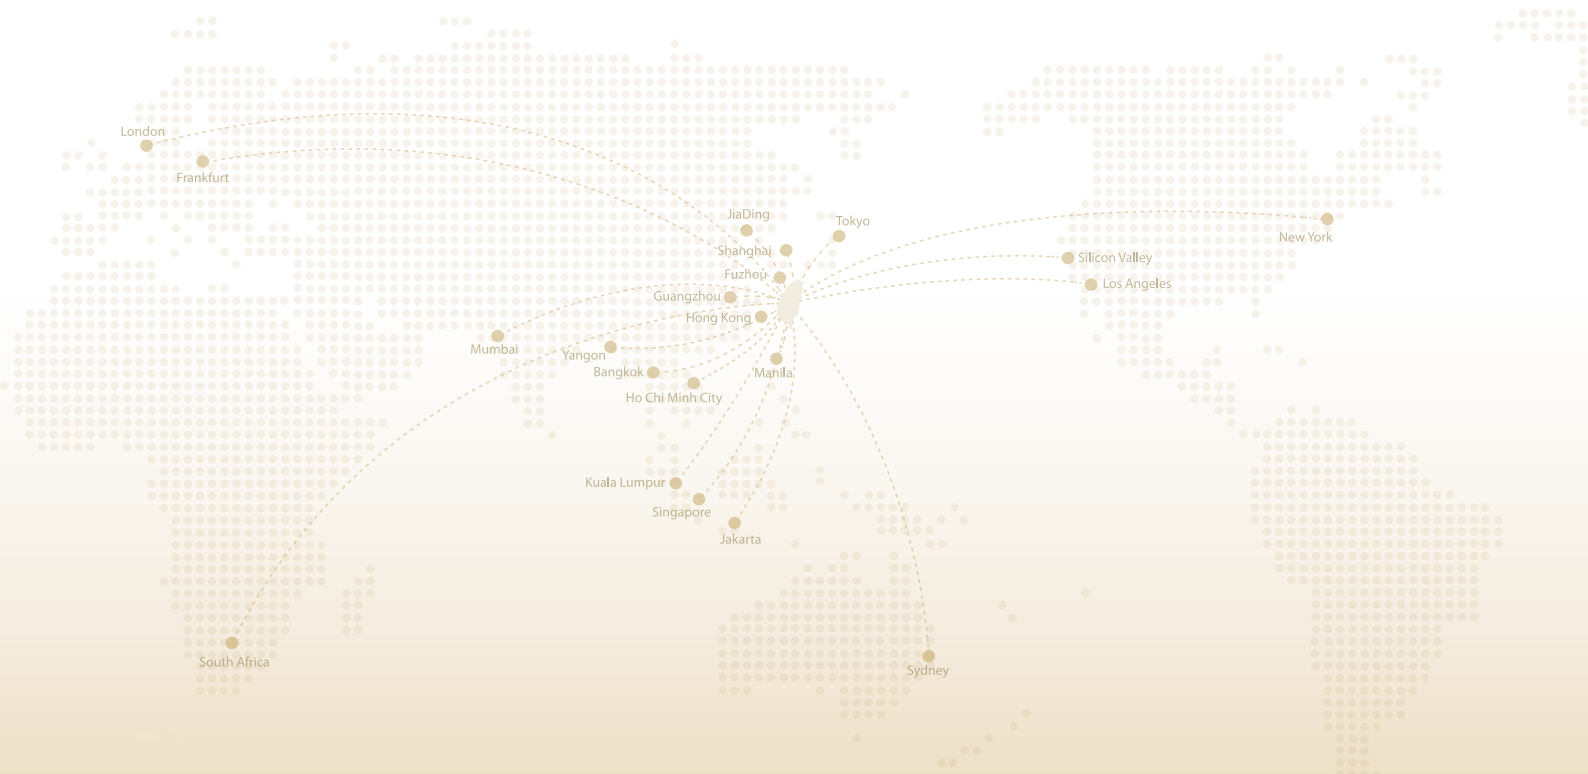 London
Frankfurt
JiaDing
Tokyo
Shanghai
New York
Silicon Valley
Fuzhou
Los Angeles
Guangzhou
Hong Kong
Mumbai
Yangon
Bangkok
Manila
Ho Chi Minh City
Kuala Lumpur
Singapore
Jakarta
South Africa
Sydney